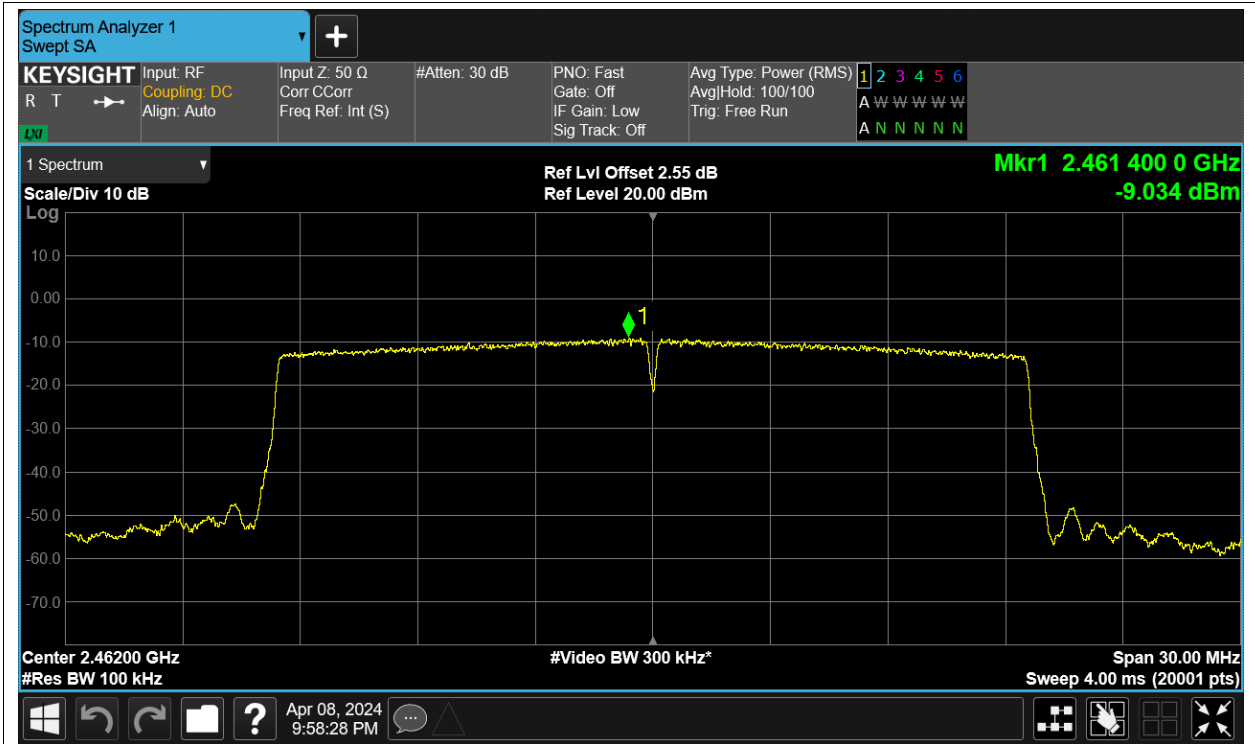 Spectrum Analyzer 1
Swept SA
KEYSIGHT
R T
LXI
Input: RF
Coupling: DC
Align: Auto
Input Z: 50 Ω
Corr CCorr
Freq Ref: Int (S)
#Atten: 30 dB
PNO: Fast
Gate: Off
IF Gain: Low
Sig Track: Off
Avg Type: Power (RMS)
Avg|Hold: 100/100
Trig: Free Run
1 2 3 4 5 6
A W W W W W
A N N N N N
1 Spectrum
Scale/Div 10 dB
Log
Ref Lvl Offset 2.55 dB
Ref Level 20.00 dBm
Mkr1 2.461 400 0 GHz
-9.034 dBm
10.0
0.00
1
-10.0
-20.0
-30.0
-40.0
-50.0
-60.0
-70.0
Center 2.46200 GHz
#Video BW 300 kHz*
Span 30.00 MHz
#Res BW 100 kHz
Sweep 4.00 ms (20001 pts)
?
Apr 08, 2024
9:58:28 PM